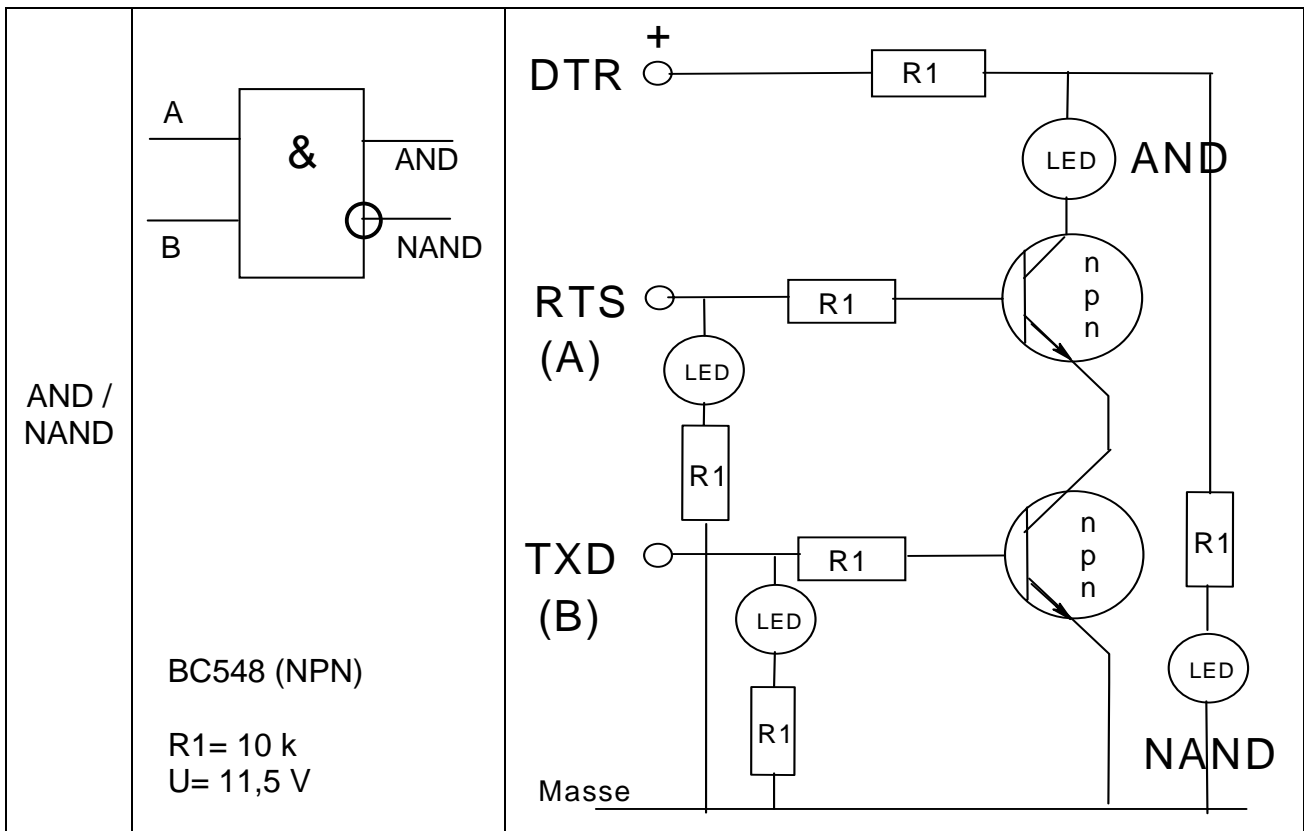 AND /
NAND
A
&
AND
B
NAND
BC548 (NPN)
R1= 10 k
U= 11,5 V
+
DTR
R1
LED
AND
n
p
n
RTS
R1
(A)
LED
R1
n
p
n
R1
TXD
R1
(B)
LED
LED
R1
NAND
Masse